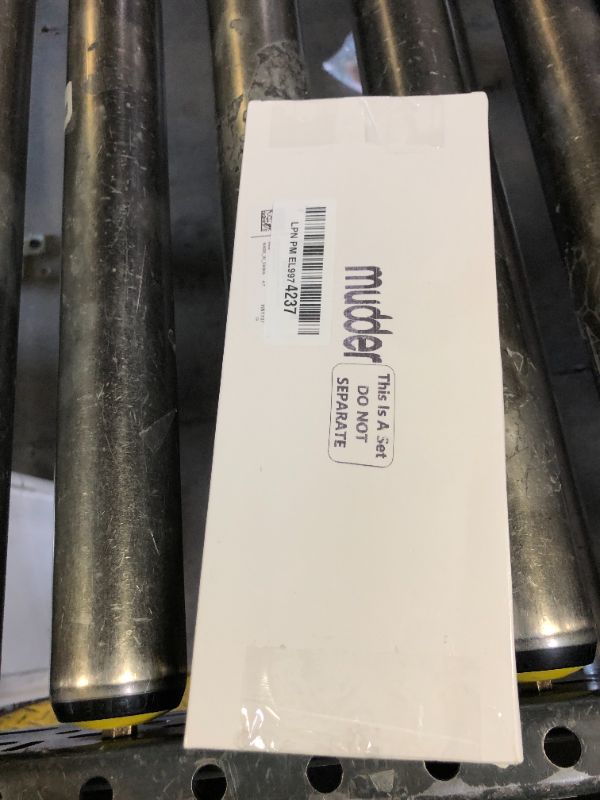 LPN PM EL997 4237
mudder
This Is A Set
DO NOT
SEPARATE